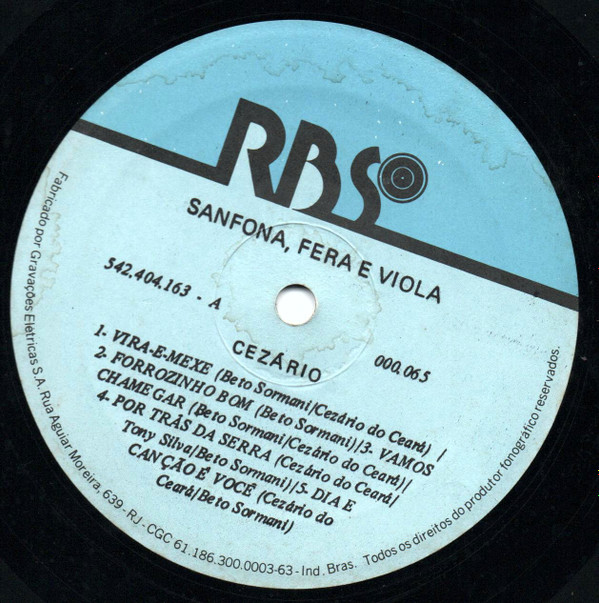 RBS
SANFONA, FERA E VIOLA
542.404.163 - A
CEZÁRIO
000.065
1- VIRA-E-MEXE (Beto Sormani/Cezário do Ceará) |
2- FORROZINHO BOM (Beto Sormani)|3- VAMOS
CHAME GAR (Beto Sormani/Cezário do Ceará)|
4- POR TRÁS DA SERRA (Cezário do Ceará/
Tony Silva/Beto Sormani)|5- DIA E
CANÇÃO É VOCÊ (Cezário do
Ceará/Beto Sormani)
Fabricado por Gravações Eletricas S.A. Rua Aguiar Moreira, 639 - RJ - CGC 61.186.300.0003-63 - Ind. Bras. Todos os direitos do produtor fonográfico reservados.